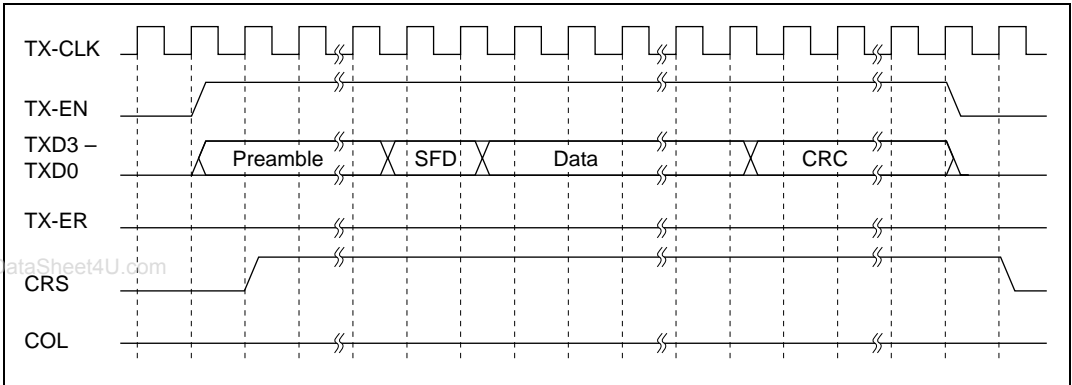 TX-CLK
TX-EN
TXD3 –
TXD0
Preamble SFD Data CRC
TX-ER
ataSheet4U.com
CRS
COL